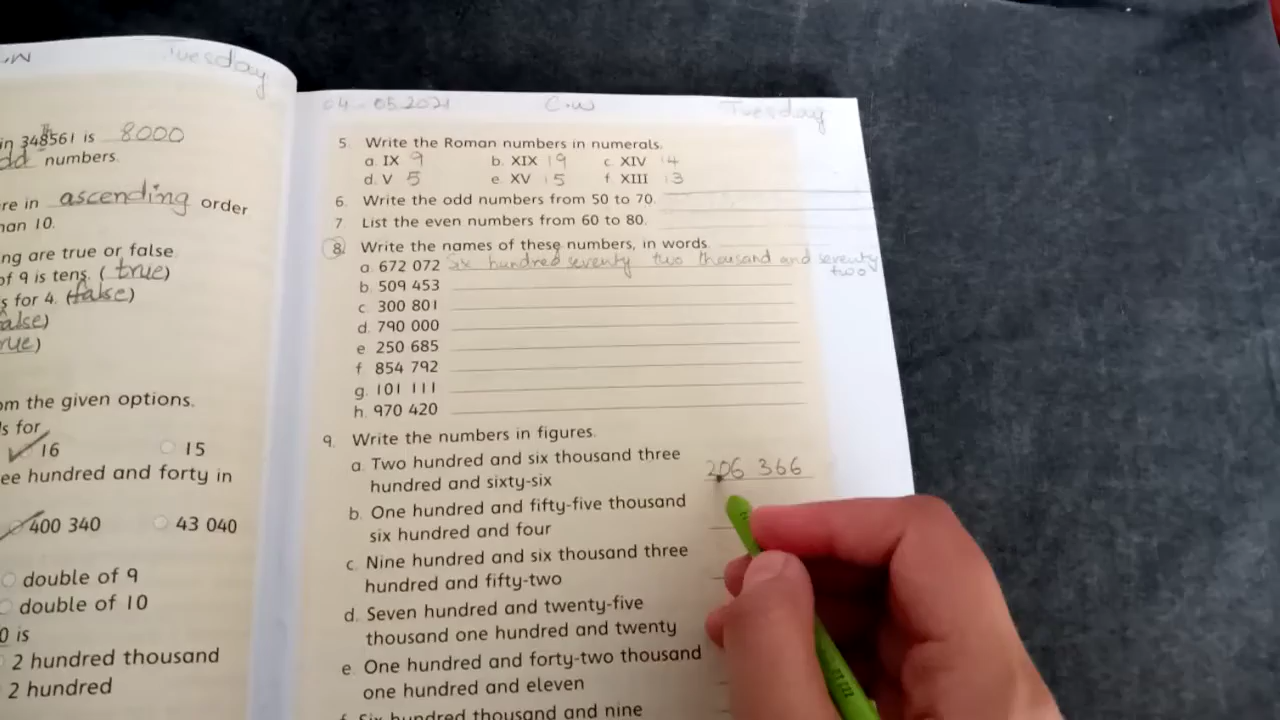 Tuesday
in 348561 is 8000
numbers.
re in ascending order
han 10.
ng are true or false.
of 9 is tens. (true)
s for 4. (false)
alse)
rue)
om the given options.
s for
16 15
ee hundred and forty in
400 340 43 040
double of 9
double of 10
0 is
2 hundred thousand
2 hundred
04-05.2021 C.W Tuesday
5. Write the Roman numbers in numerals.
a. IX 9 b. XIX 19 c. XIV 14
d. V 5 e. XV 15 f. XIII 13
6. Write the odd numbers from 50 to 70.
7. List the even numbers from 60 to 80.
8. Write the names of these numbers, in words.
a. 672 072 Six hundred seventy two thousand and seventy
two
b. 509 453
c. 300 801
d. 790 000
e. 250 685
f. 854 792
g. 101 111
h. 970 420
9. Write the numbers in figures.
a. Two hundred and six thousand three
hundred and sixty-six 206 366
b. One hundred and fifty-five thousand
six hundred and four
c. Nine hundred and six thousand three
hundred and fifty-two
d. Seven hundred and twenty-five
thousand one hundred and twenty
e. One hundred and forty-two thousand
one hundred and eleven
f. Six hundred thousand and nine